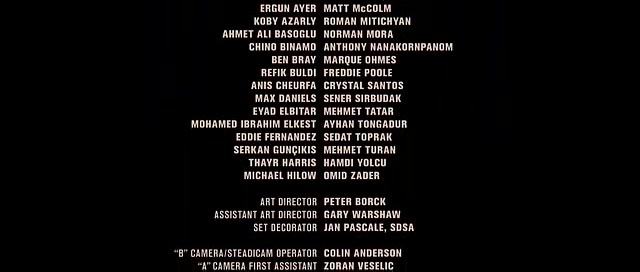 ERGUN AYER MATT McCOLM
KOBY AZARLY ROMAN MITICHYAN
AHMET ALI BASOGLU NORMAN MORA
CHINO BINAMO ANTHONY NANAKORNPANOM
BEN BRAY MARQUE OHMES
REFIK BULDI FREDDIE POOLE
ANIS CHEURFA CRYSTAL SANTOS
MAX DANIELS SENER SIRBUDAK
EYAD ELBITAR MEHMET TATAR
MOHAMED IBRAHIM ELKEST AYHAN TONGADUR
EDDIE FERNANDEZ SEDAT TOPRAK
SERKAN GUNÇIKIS MEHMET TURAN
THAYR HARRIS HAMDI YOLCU
MICHAEL HILOW OMID ZADER
ART DIRECTOR PETER BORCK
ASSISTANT ART DIRECTOR GARY WARSHAW
SET DECORATOR JAN PASCALE, SDSA
"B" CAMERA/STEADICAM OPERATOR COLIN ANDERSON
"A" CAMERA FIRST ASSISTANT ZORAN VESELIC